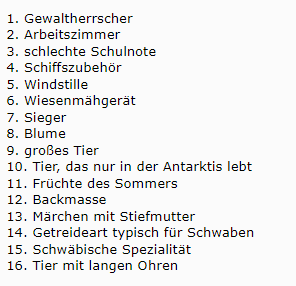 1. Gewaltherrscher
2. Arbeitszimmer
3. schlechte Schulnote
4. Schiffszubehör
5. Windstille
6. Wiesenmähgerät
7. Sieger
8. Blume
9. großes Tier
10. Tier, das nur in der Antarktis lebt
11. Früchte des Sommers
12. Backmasse
13. Märchen mit Stiefmutter
14. Getreideart typisch für Schwaben
15. Schwäbische Spezialität
16. Tier mit langen Ohren